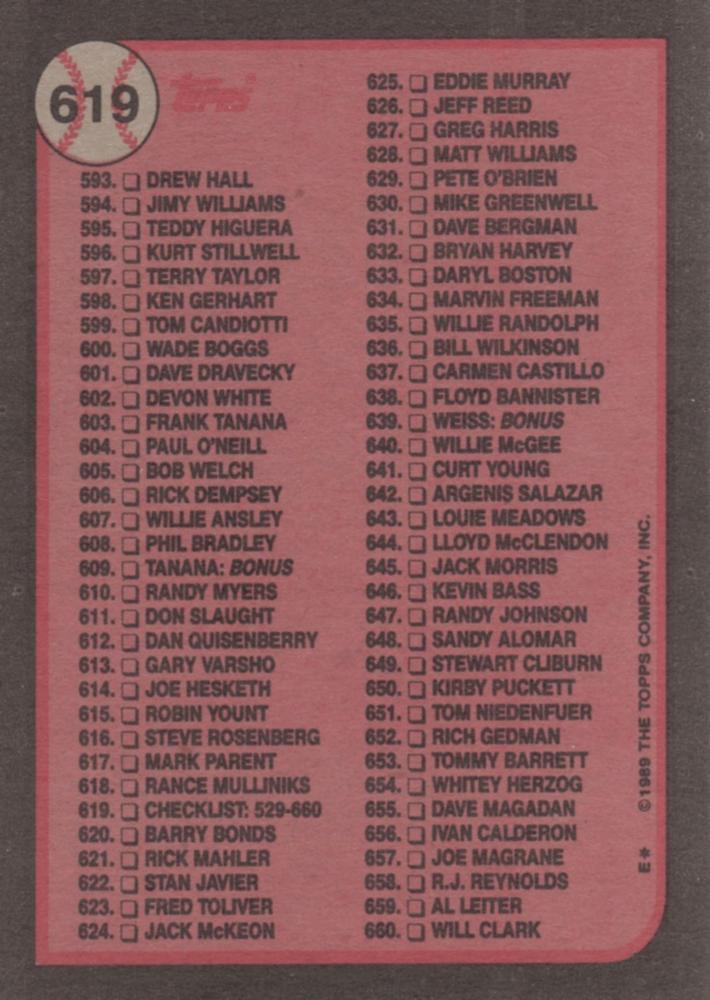 619
Topps
593. DREW HALL
594. JIMY WILLIAMS
595. TEDDY HIGUERA
596. KURT STILLWELL
597. TERRY TAYLOR
598. KEN GERHART
599. TOM CANDIOTTI
600. WADE BOGGS
601. DAVE DRAVECKY
602. DEVON WHITE
603. FRANK TANANA
604. PAUL O'NEILL
605. BOB WELCH
606. RICK DEMPSEY
607. WILLIE ANSLEY
608. PHIL BRADLEY
609. TANANA: BONUS
610. RANDY MYERS
611. DON SLAUGHT
612. DAN QUISENBERRY
613. GARY VARSHO
614. JOE HESKETH
615. ROBIN YOUNT
616. STEVE ROSENBERG
617. MARK PARENT
618. RANCE MULLINIKS
619. CHECKLIST: 529-660
620. BARRY BONDS
621. RICK MAHLER
622. STAN JAVIER
623. FRED TOLIVER
624. JACK McKEON
625. EDDIE MURRAY
626. JEFF REED
627. GREG HARRIS
628. MATT WILLIAMS
629. PETE O'BRIEN
630. MIKE GREENWELL
631. DAVE BERGMAN
632. BRYAN HARVEY
633. DARYL BOSTON
634. MARVIN FREEMAN
635. WILLIE RANDOLPH
636. BILL WILKINSON
637. CARMEN CASTILLO
638. FLOYD BANNISTER
639. WEISS: BONUS
640. WILLIE McGEE
641. CURT YOUNG
642. ARGENIS SALAZAR
643. LOUIE MEADOWS
644. LLOYD McCLENDON
645. JACK MORRIS
646. KEVIN BASS
647. RANDY JOHNSON
648. SANDY ALOMAR
649. STEWART CLIBURN
650. KIRBY PUCKETT
651. TOM NIEDENFUER
652. RICH GEDMAN
653. TOMMY BARRETT
654. WHITEY HERZOG
655. DAVE MAGADAN
656. IVAN CALDERON
657. JOE MAGRANE
658. R.J. REYNOLDS
659. AL LEITER
660. WILL CLARK
E* ©1989 THE TOPPS COMPANY, INC.